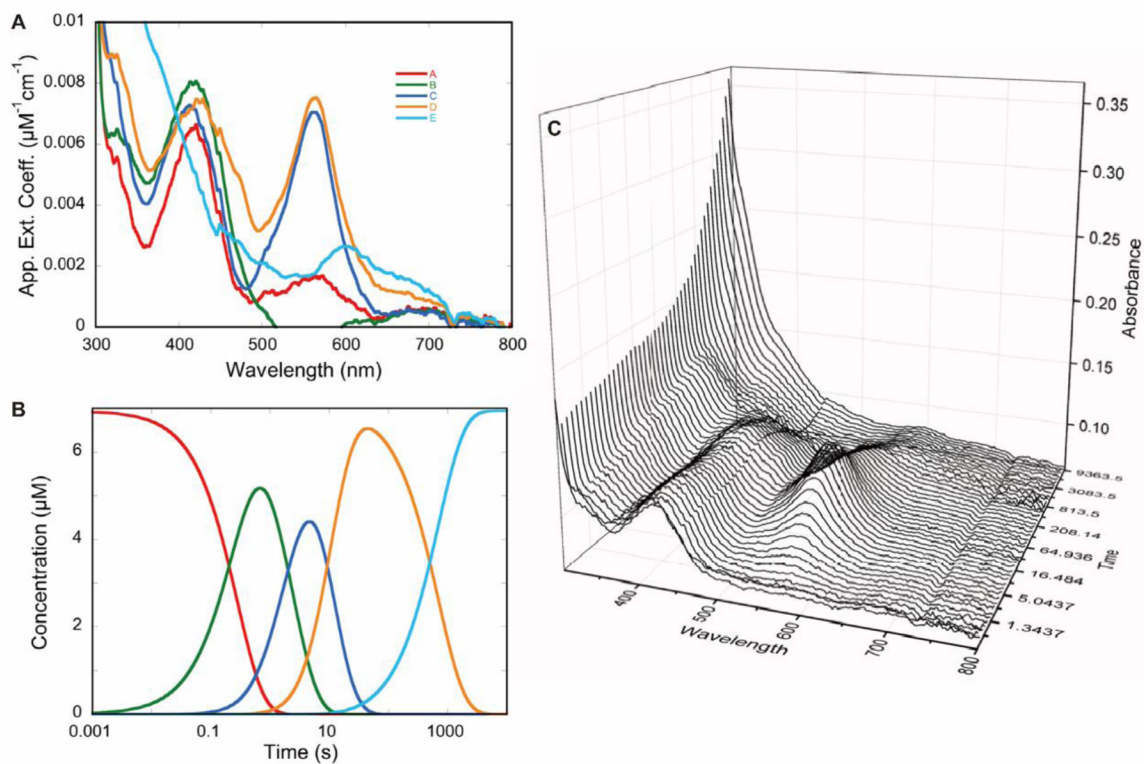 A
0.01
0.008
0.006
0.004
0.002
0
App. Ext. Coeff. (µM⁻¹ cm⁻¹)
A
B
C
D
E
300 400 500 600 700 800
Wavelength (nm)
B
6
4
2
0
Concentration (µM)
0.001 0.1 10 1000
Time (s)
C
0.35
0.30
0.25
0.20
0.15
0.10
Absorbance
9363.5
3083.5
813.5
208.14
64.936
16.484
5.0437
1.3437
Time
400 500 600 700 800
Wavelength